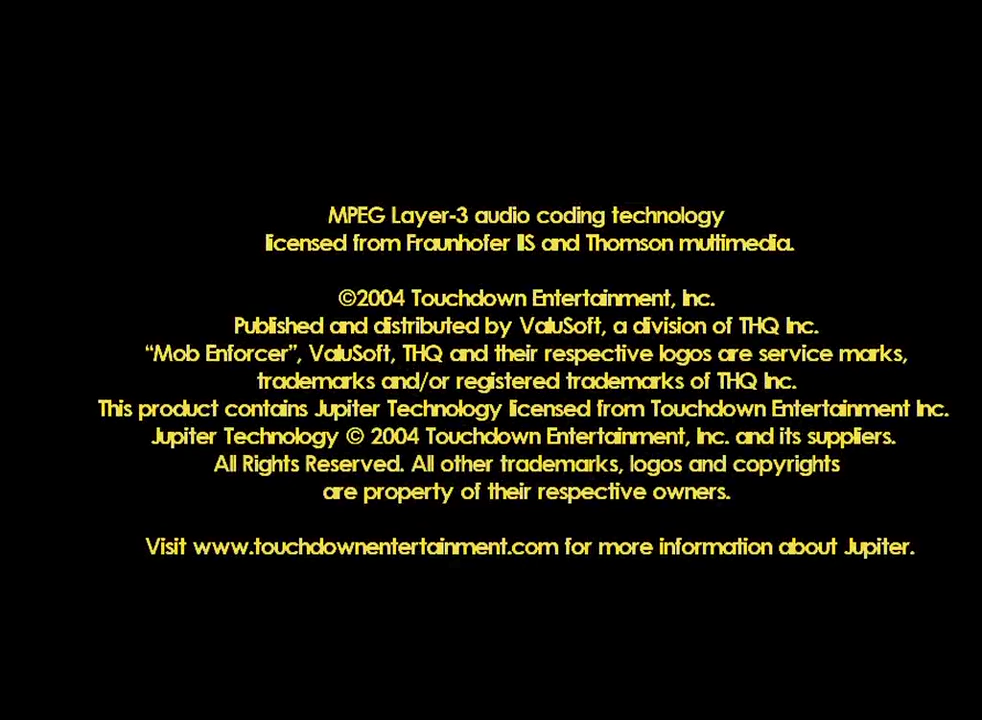 MPEG Layer-3 audio coding technology
licensed from Fraunhofer IIS and Thomson multimedia.
©2004 Touchdown Entertainment, Inc.
Published and distributed by ValuSoft, a division of THQ Inc.
“Mob Enforcer”, ValuSoft, THQ and their respective logos are service marks,
trademarks and/or registered trademarks of THQ Inc.
This product contains Jupiter Technology licensed from Touchdown Entertainment Inc.
Jupiter Technology © 2004 Touchdown Entertainment, Inc. and its suppliers.
All Rights Reserved. All other trademarks, logos and copyrights
are property of their respective owners.
Visit www.touchdownentertainment.com for more information about Jupiter.